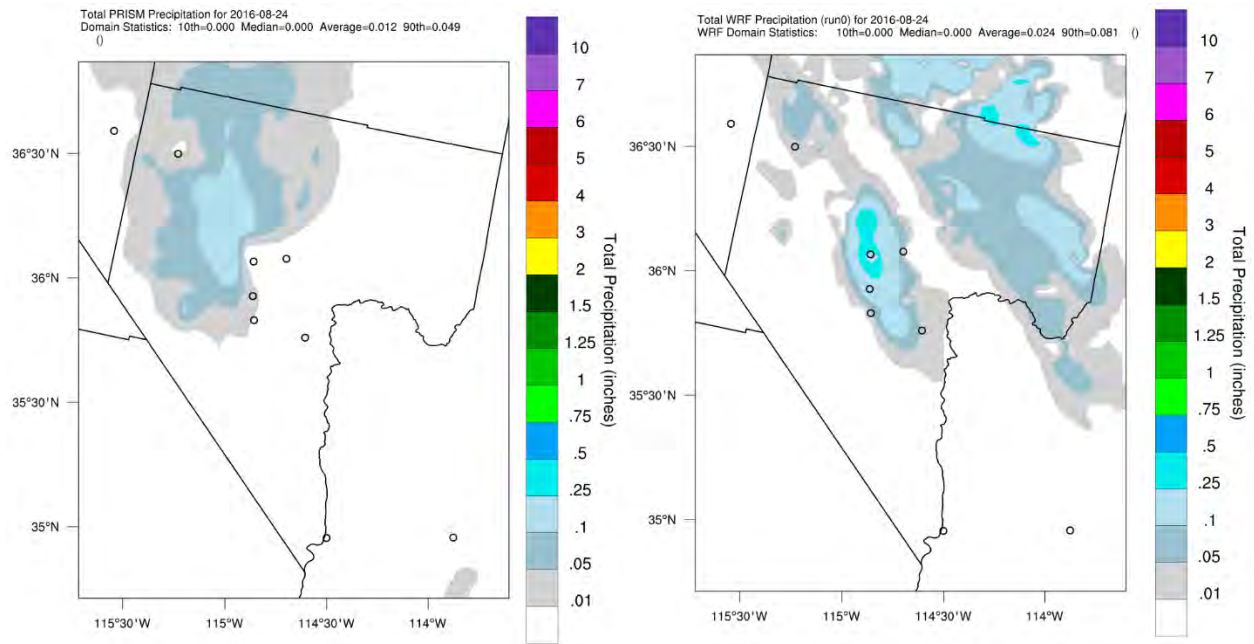 Total PRISM Precipitation for 2016-08-24
Domain Statistics: 10th=0.000 Median=0.000 Average=0.012 90th=0.049
()
36°30'N
36°N
35°30'N
35°N
115°30'W
115°W
114°30'W
114°W
10
7
6
5
4
3
2
1.5
1.25
1
.75
.5
.25
.1
.05
.01
Total Precipitation (inches)
Total WRF Precipitation (run0) for 2016-08-24
WRF Domain Statistics: 10th=0.000 Median=0.000 Average=0.024 90th=0.081 ()
36°30'N
36°N
35°30'N
35°N
115°30'W
115°W
114°30'W
114°W
10
7
6
5
4
3
2
1.5
1.25
1
.75
.5
.25
.1
.05
.01
Total Precipitation (inches)